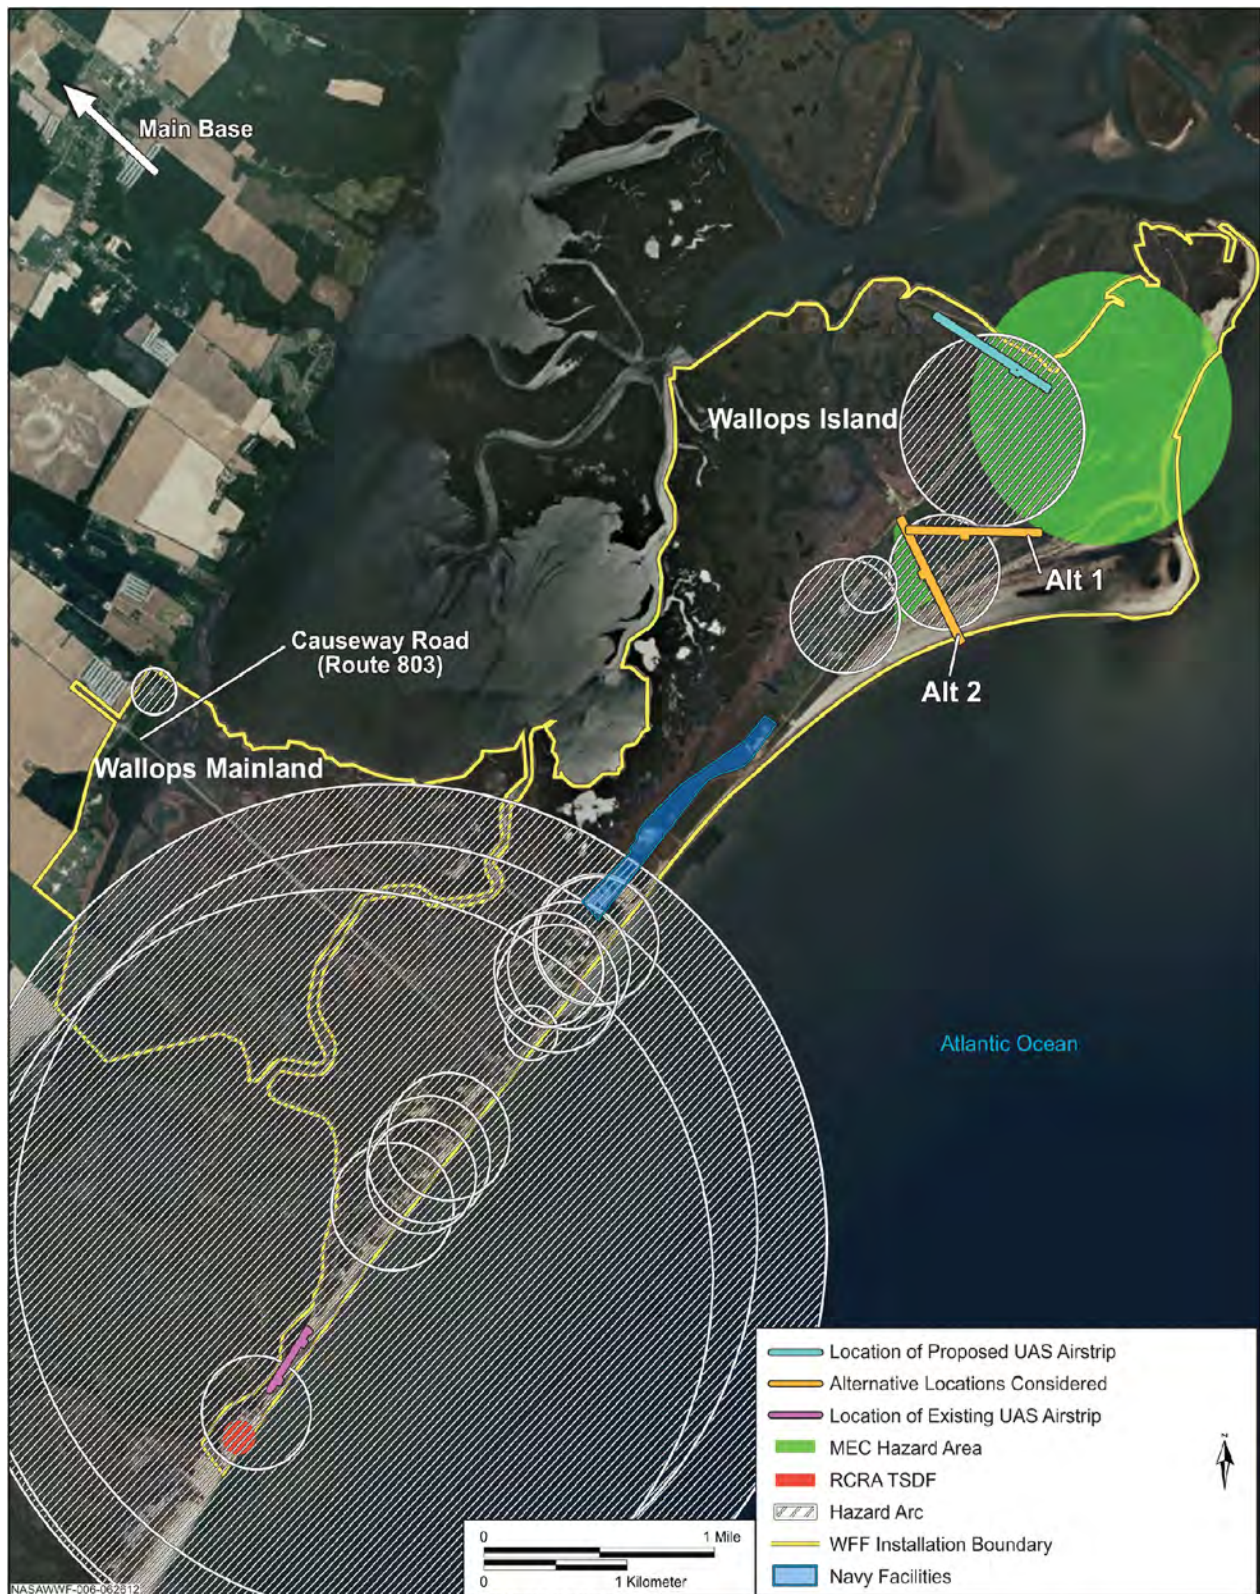 Main Base
Wallops Island
Alt 1
Causeway Road
(Route 803)
Alt 2
Wallops Mainland
Atlantic Ocean
Location of Proposed UAS Airstrip
Alternative Locations Considered
Location of Existing UAS Airstrip
MEC Hazard Area
RCRA TSDF
Hazard Arc
WFF Installation Boundary
Navy Facilities
N
0 1 Mile
0 1 Kilometer
NASAWWF-006-062812